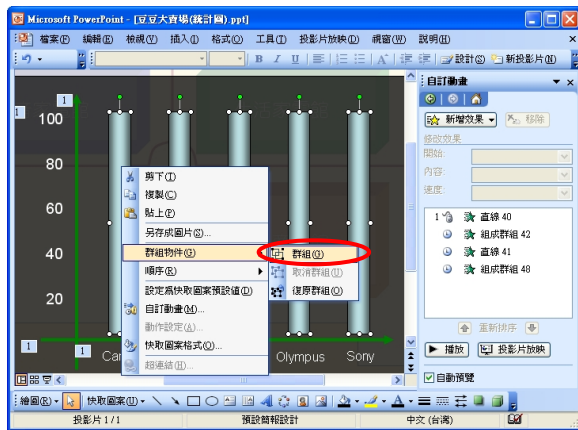 Microsoft PowerPoint - [豆豆大賣場(統計圖).ppt]
檔案(F) 編輯(E) 檢視(V) 插入(I) 格式(O) 工具(T) 投影片放映(D) 視窗(W) 說明(H)
B I U 設計(S) 新投影片(N)
自訂動畫
新增效果 移除
修改效果
開始:
內容:
速度:
1 直線 40
組成群組 42
直線 41
組成群組 48
重新排序
播放 投影片放映
自動預覽
1
1 100
80
60
40
20
1
1 Can
Olympus Sony
剪下(T)
複製(C)
貼上(P)
另存成圖片(S)...
群組物件(G)
順序(R)
設定為快取圖案預設值(D)
自訂動畫(M)...
動作設定(A)...
快取圖案格式(O)...
超連結(H)...
群組(G)
取消群組(U)
復原群組(O)
繪圖(R) 快取圖案(U)
投影片 1 / 1 預設簡報設計 中文 (台灣)